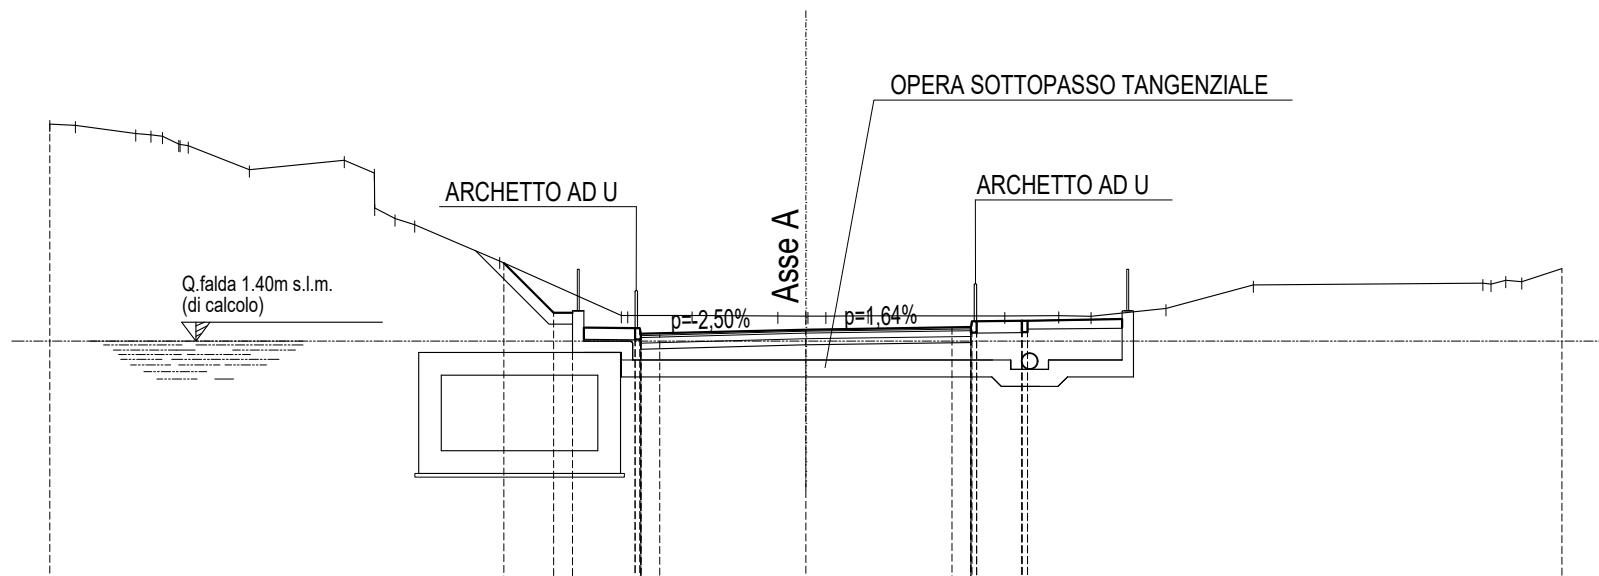 OPERA SOTTOPASSO TANGENZIALE
ARCHETTO AD U
ARCHETTO AD U
Asse A
Q.falda 1.40m s.l.m.
(di calcolo)
p=-2,50%
p=1,64%